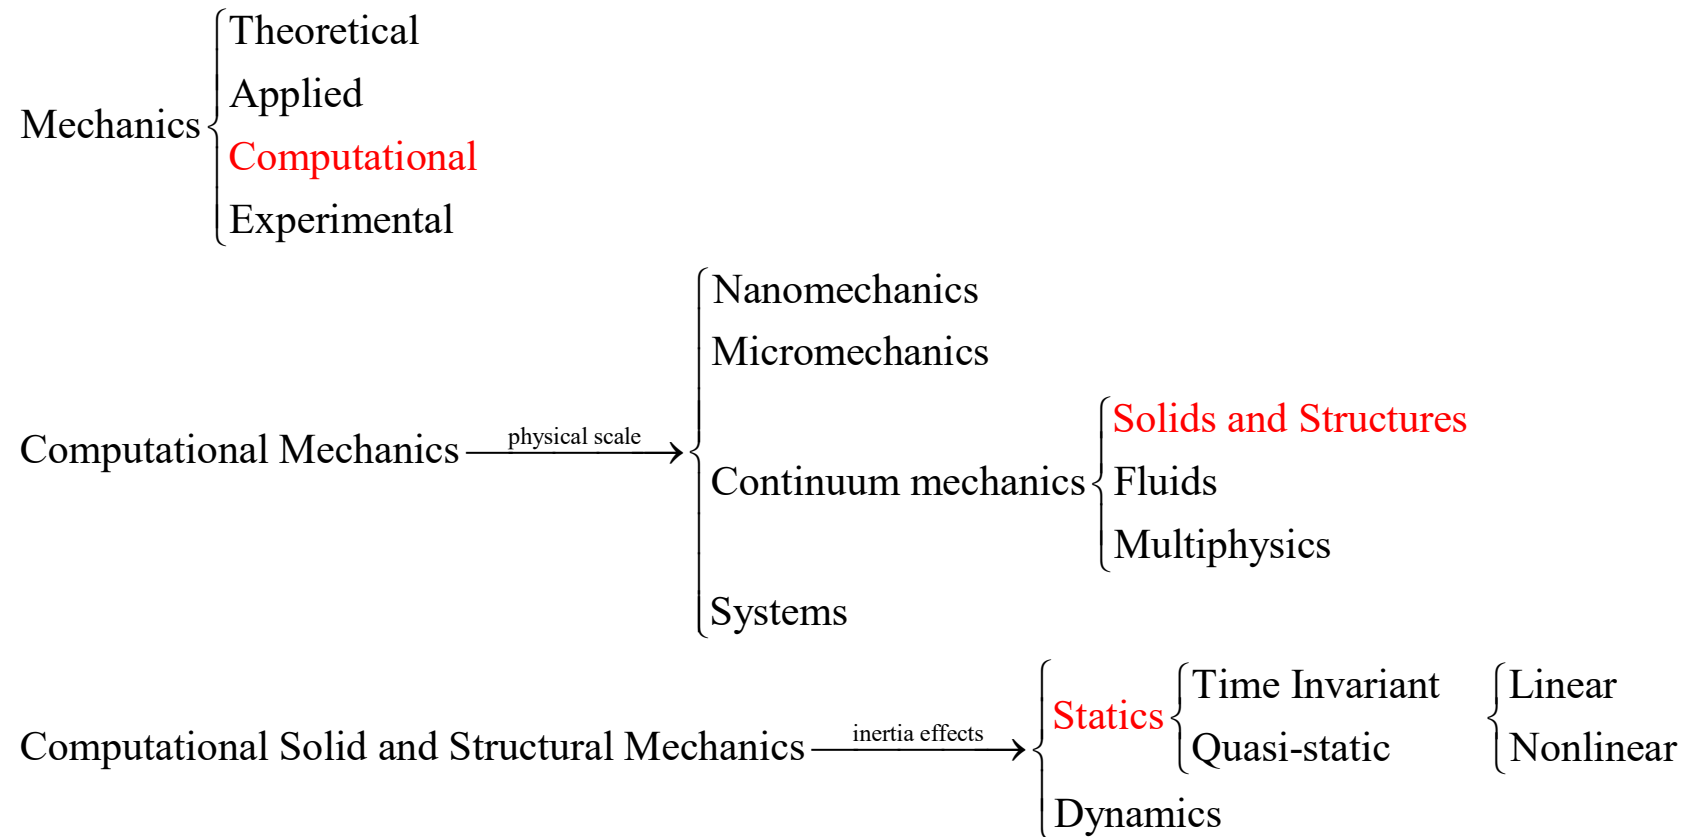 Mechanics
Theoretical
Applied
Computational
Experimental
Computational Mechanics
physical scale
Nanomechanics
Micromechanics
Continuum mechanics
Solids and Structures
Fluids
Multiphysics
Systems
Computational Solid and Structural Mechanics
inertia effects
Statics
Time Invariant
Quasi-static
Linear
Nonlinear
Dynamics